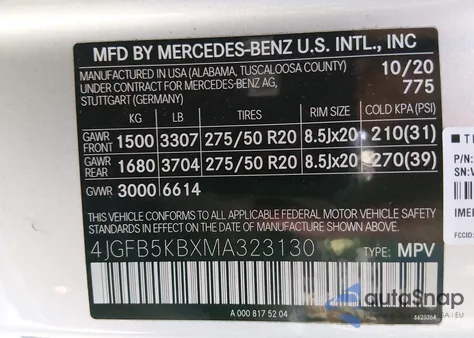 MFD BY MERCEDES-BENZ U.S. INTL., INC
MANUFACTURED IN USA (ALABAMA, TUSCALOOSA COUNTY) 10/20
UNDER CONTRACT FOR MERCEDES-BENZ AG, 775
STUTTGART (GERMANY)
KG LB TIRES RIM SIZE COLD KPA (PSI)
GAWR FRONT 1500 3307 275/50 R20 8.5Jx20 210(31)
GAWR REAR 1680 3704 275/50 R20 8.5Jx20 270(39)
GVWR 3000 6614
THIS VEHICLE CONFORMS TO ALL APPLICABLE FEDERAL MOTOR VEHICLE SAFETY
STANDARDS IN EFFECT ON THE DATE OF MANUFACTURE SHOWN ABOVE.
4JGFB5KBXMA323130 TYPE: MPV
A 000 817 52 04
P/N:
IMEI
FCCID:
autoSnap